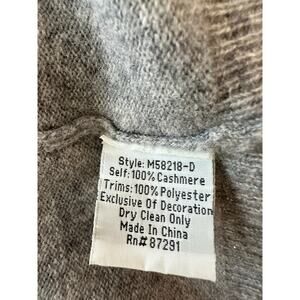 Style: M58218-D
Self: 100% Cashmere
Trims: 100% Polyester
Exclusive Of Decoration
Dry Clean Only
Made In China
Rn# 87291